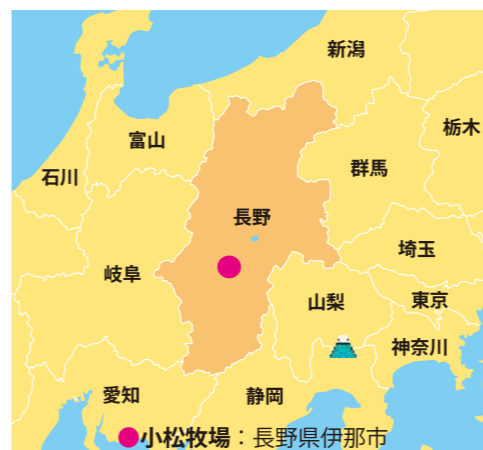 新潟
栃木
富山
群馬
石川
長野
埼玉
岐阜
山梨
東京
神奈川
愛知
静岡
●小松牧場：長野県伊那市